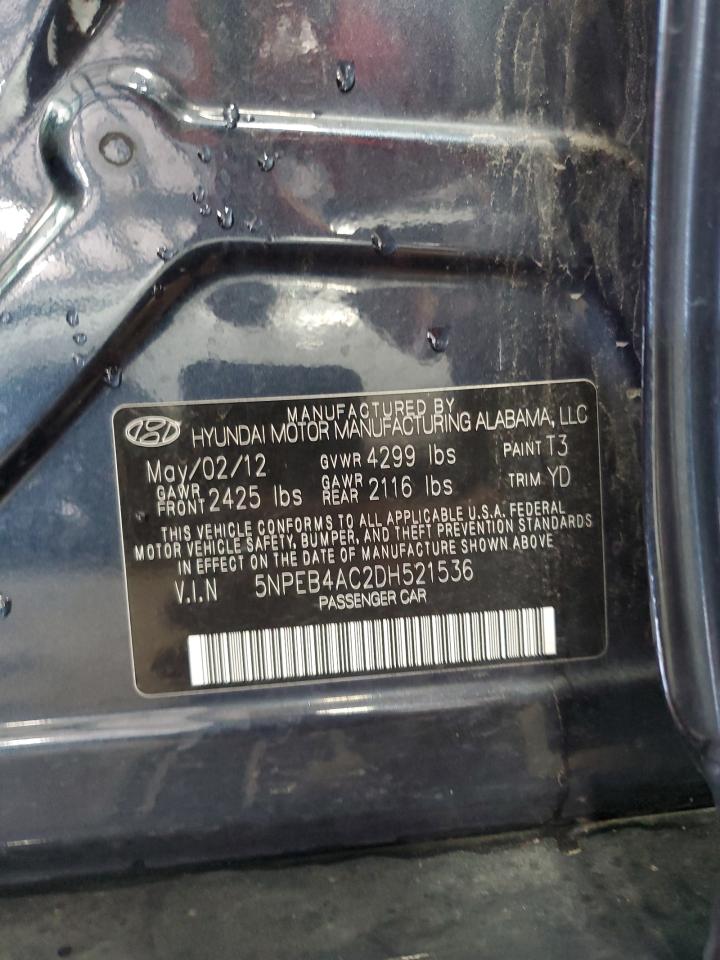 MANUFACTURED BY
HYUNDAI MOTOR MANUFACTURING ALABAMA, LLC
May/02/12 GVWR 4299 lbs PAINT T3
GAWR FRONT 2425 lbs GAWR REAR 2116 lbs TRIM YD
THIS VEHICLE CONFORMS TO ALL APPLICABLE U.S.A. FEDERAL
MOTOR VEHICLE SAFETY, BUMPER, AND THEFT PREVENTION STANDARDS
IN EFFECT ON THE DATE OF MANUFACTURE SHOWN ABOVE
V.I.N 5NPEB4AC2DH521536
PASSENGER CAR